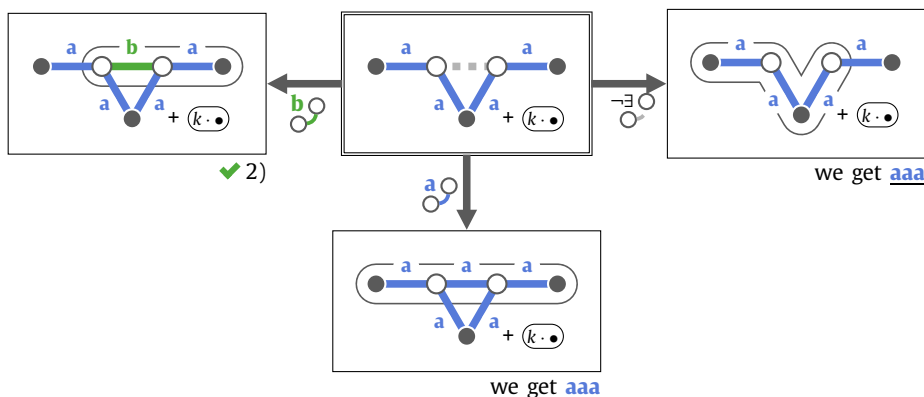 a b a
a a
+ k · ●
✔ 2)
b
a a
+ k · ●
¬∃
a a
a a
+ k · ●
we get aaa
a
a a a
a a
+ k · ●
we get aaa